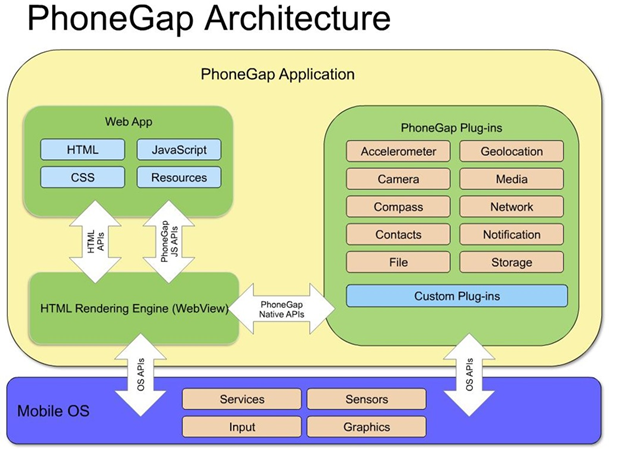 PhoneGap Architecture
PhoneGap Application
Web App
HTML
JavaScript
CSS
Resources
HTML
APIs
PhoneGap
JS APIs
HTML Rendering Engine (WebView)
PhoneGap
Native APIs
PhoneGap Plug-ins
Accelerometer
Geolocation
Camera
Media
Compass
Network
Contacts
Notification
File
Storage
Custom Plug-ins
OS APIs
OS APIs
Mobile OS
Services
Sensors
Input
Graphics